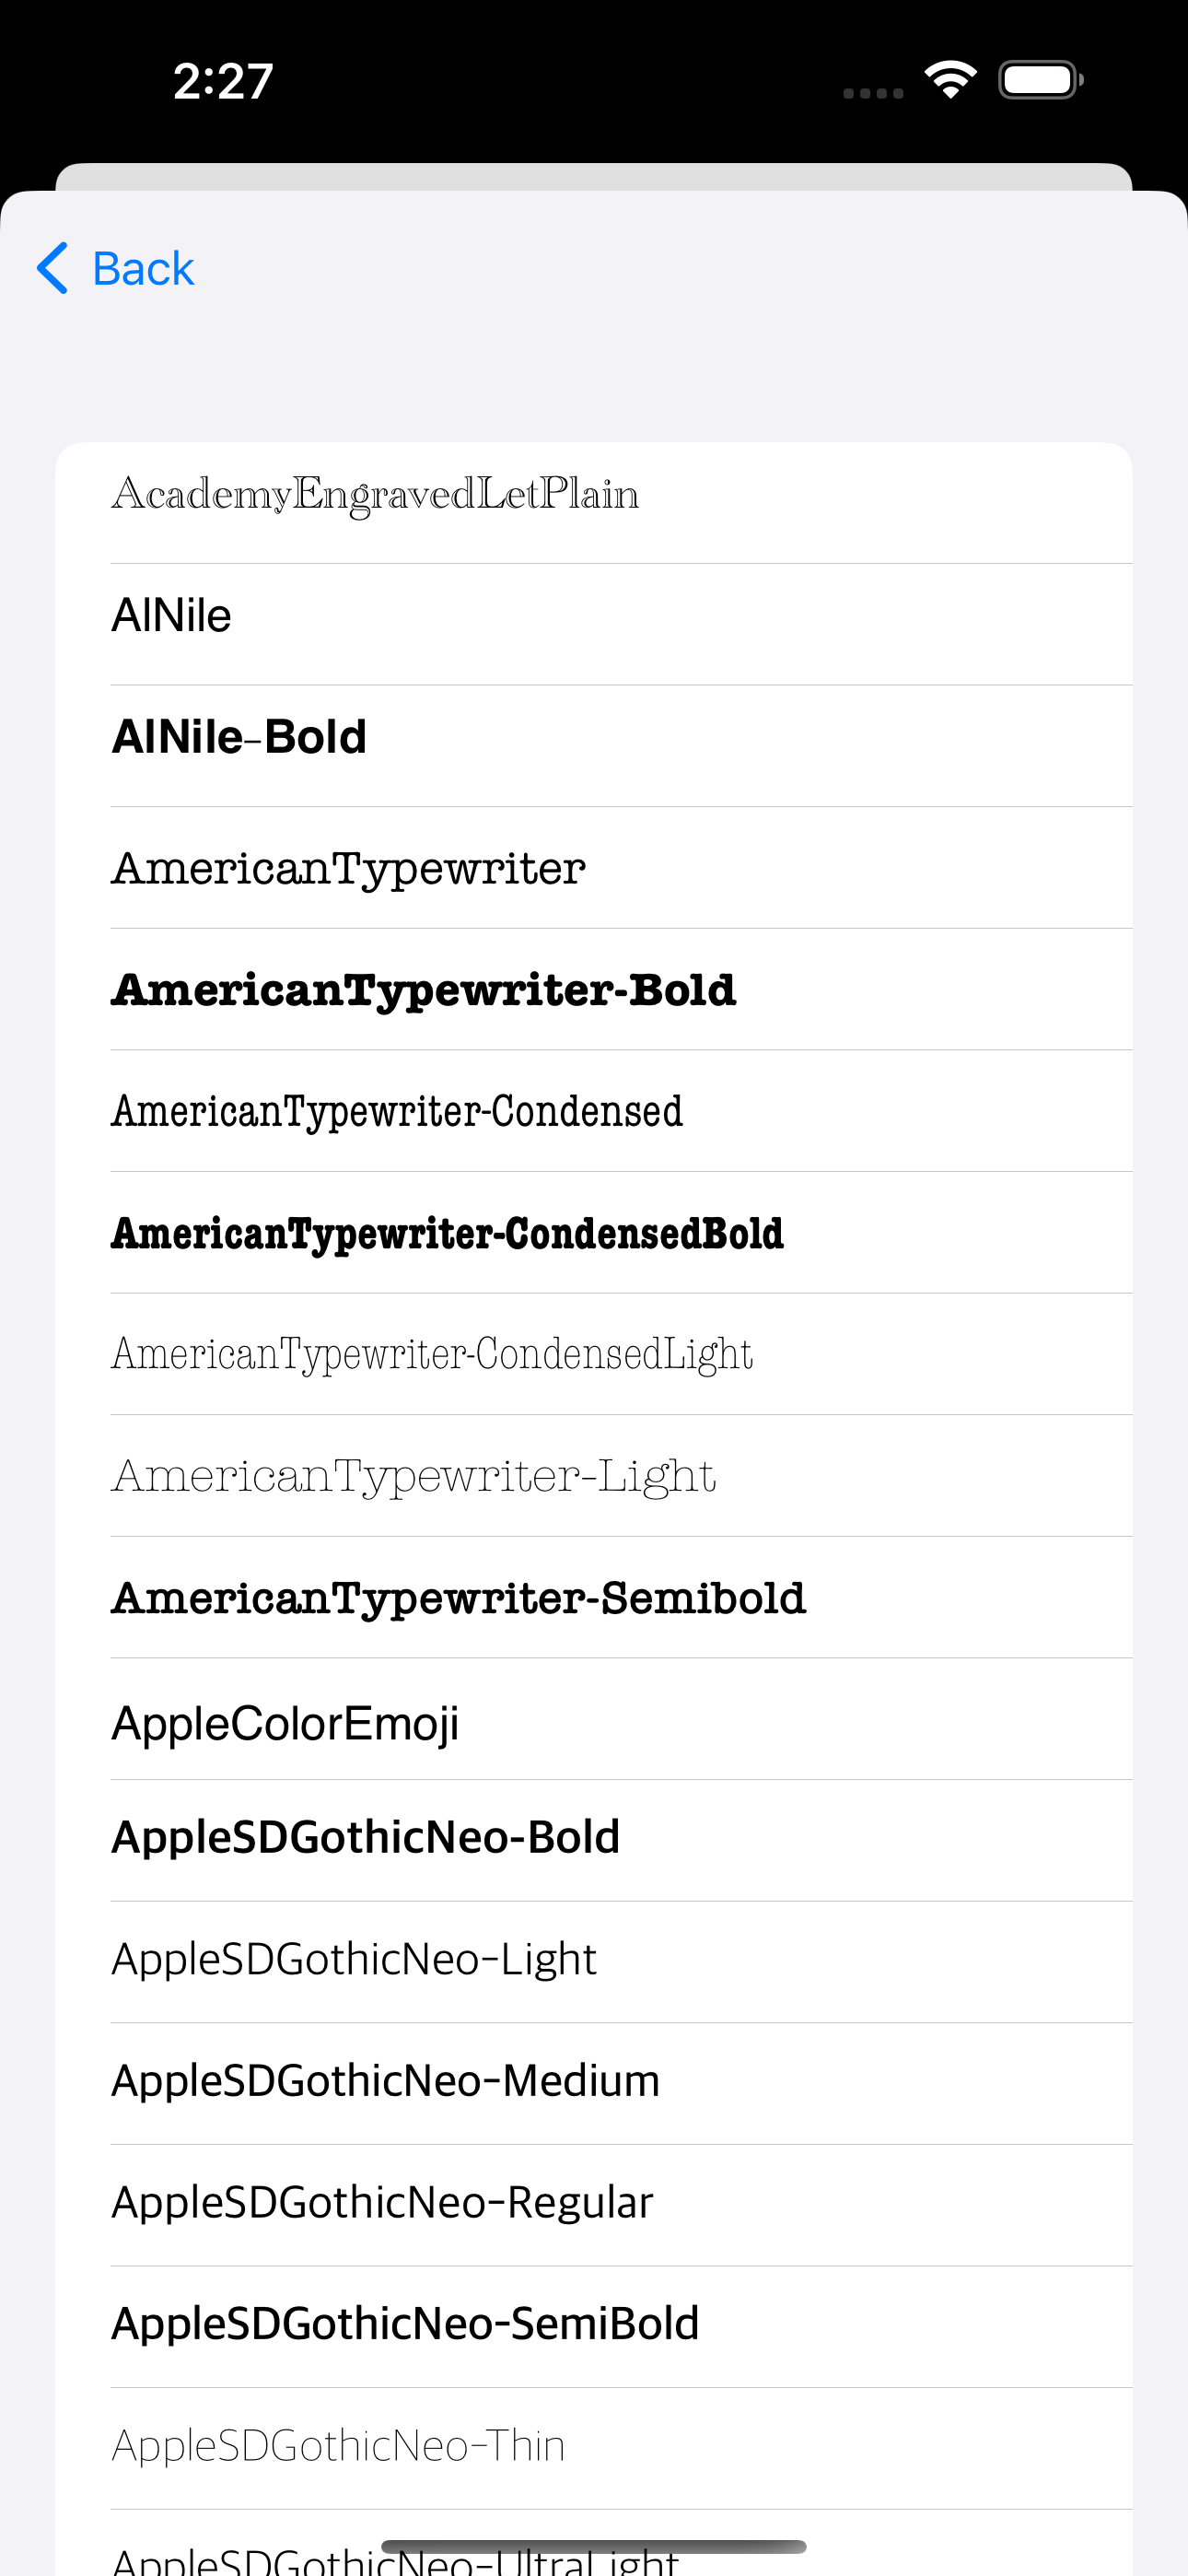 2:27
Back
AcademyEngravedLetPlain
AlNile
AlNile-Bold
AmericanTypewriter
AmericanTypewriter-Bold
AmericanTypewriter-Condensed
AmericanTypewriter-CondensedBold
AmericanTypewriter-CondensedLight
AmericanTypewriter-Light
AmericanTypewriter-Semibold
AppleColorEmoji
AppleSDGothicNeo-Bold
AppleSDGothicNeo-Light
AppleSDGothicNeo-Medium
AppleSDGothicNeo-Regular
AppleSDGothicNeo-SemiBold
AppleSDGothicNeo-Thin
AppleSDGothicNeo-UltraLight